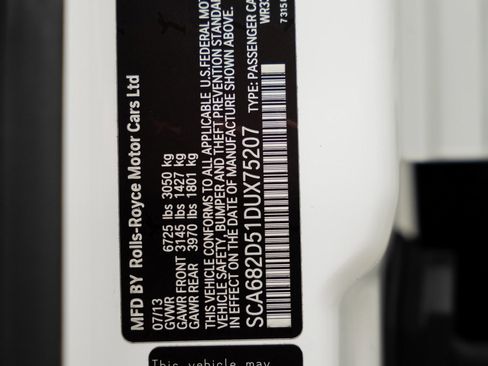 MFD BY Rolls-Royce Motor Cars Ltd
07/13
GVWR 6725 lbs 3050 kg
GAWR FRONT 3145 lbs 1427 kg
GAWR REAR 3970 lbs 1801 kg
THIS VEHICLE CONFORMS TO ALL APPLICABLE U.S.FEDERAL MOT
VEHICLE SAFETY, BUMPER AND THEFT PREVENTION STANDA
IN EFFECT ON THE DATE OF MANUFACTURE SHOWN ABOVE.
SCA682D51DUX75207 TYPE: PASSENGER CA
This vehicle may